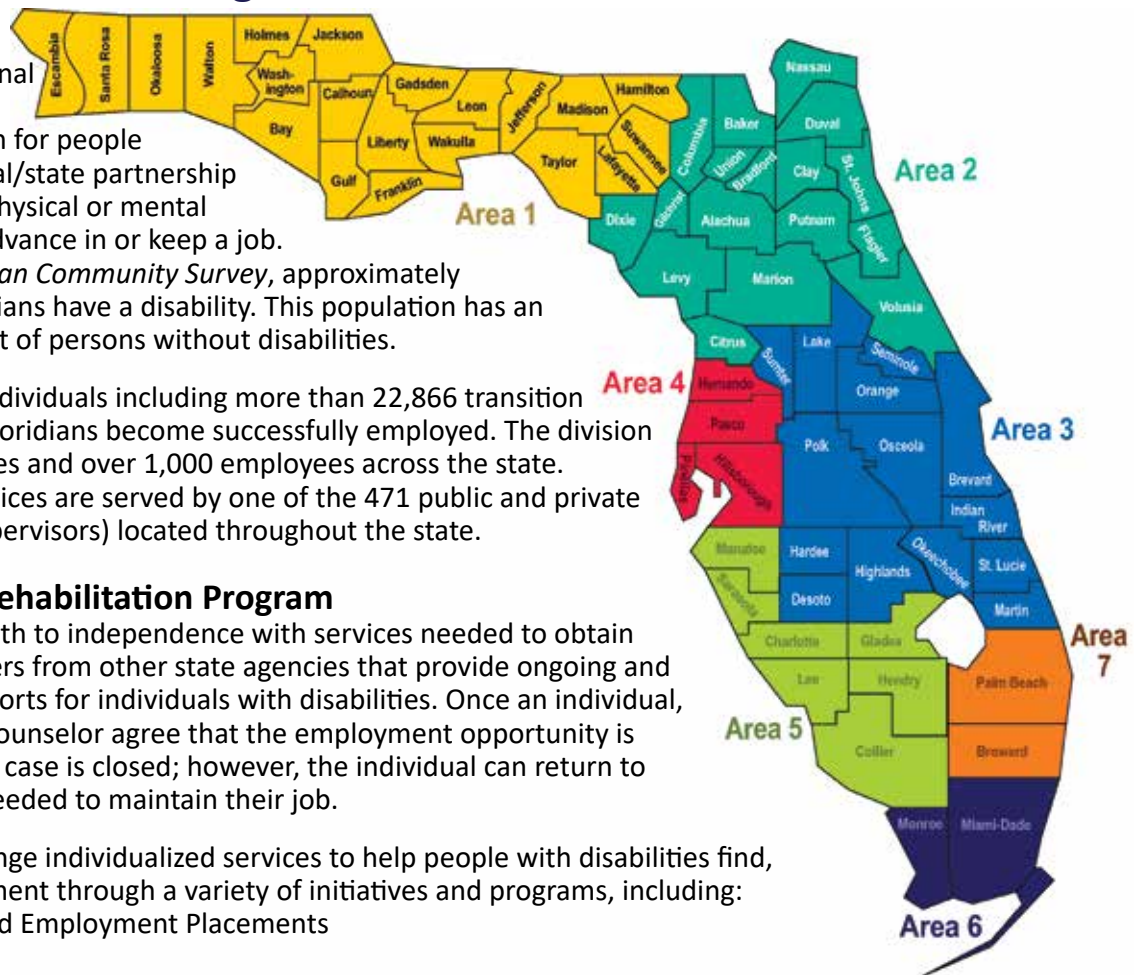 nal
n for people
al/state partnership
hysical or mental
dvance in or keep a job.
an Community Survey, approximately
ians have a disability. This population has an
t of persons without disabilities.
dividuals including more than 22,866 transition
oridians become successfully employed. The division
es and over 1,000 employees across the state.
ices are served by one of the 471 public and private
pervisors) located throughout the state.
ehabilitation Program
th to independence with services needed to obtain
ers from other state agencies that provide ongoing and
orts for individuals with disabilities. Once an individual,
ounselor agree that the employment opportunity is
case is closed; however, the individual can return to
eeded to maintain their job.
nge individualized services to help people with disabilities find,
ment through a variety of initiatives and programs, including:
d Employment Placements
Escambia
Santa Rosa
Okaloosa
Walton
Holmes
Jackson
Wash-
ington
Bay
Calhoun
Gulf
Gadsden
Liberty
Franklin
Leon
Wakulla
Jefferson
Madison
Taylor
Hamilton
Suwannee
Lafayette
Area 1
Nassau
Baker
Duval
Columbia
Union
Bradford
Clay
St. Johns
Dixie
Gilchrist
Alachua
Putnam
Flagler
Levy
Marion
Volusia
Citrus
Area 2
Sumter
Lake
Seminole
Orange
Polk
Osceola
Brevard
Indian
River
Hardee
Highlands
Okeechobee
St. Lucie
Desoto
Martin
Area 3
Area 4
Hernando
Pasco
Pinellas
Hillsborough
Manatee
Sarasota
Charlotte
Glades
Lee
Hendry
Collier
Area 5
Palm Beach
Broward
Area
7
Monroe
Miami-Dade
Area 6